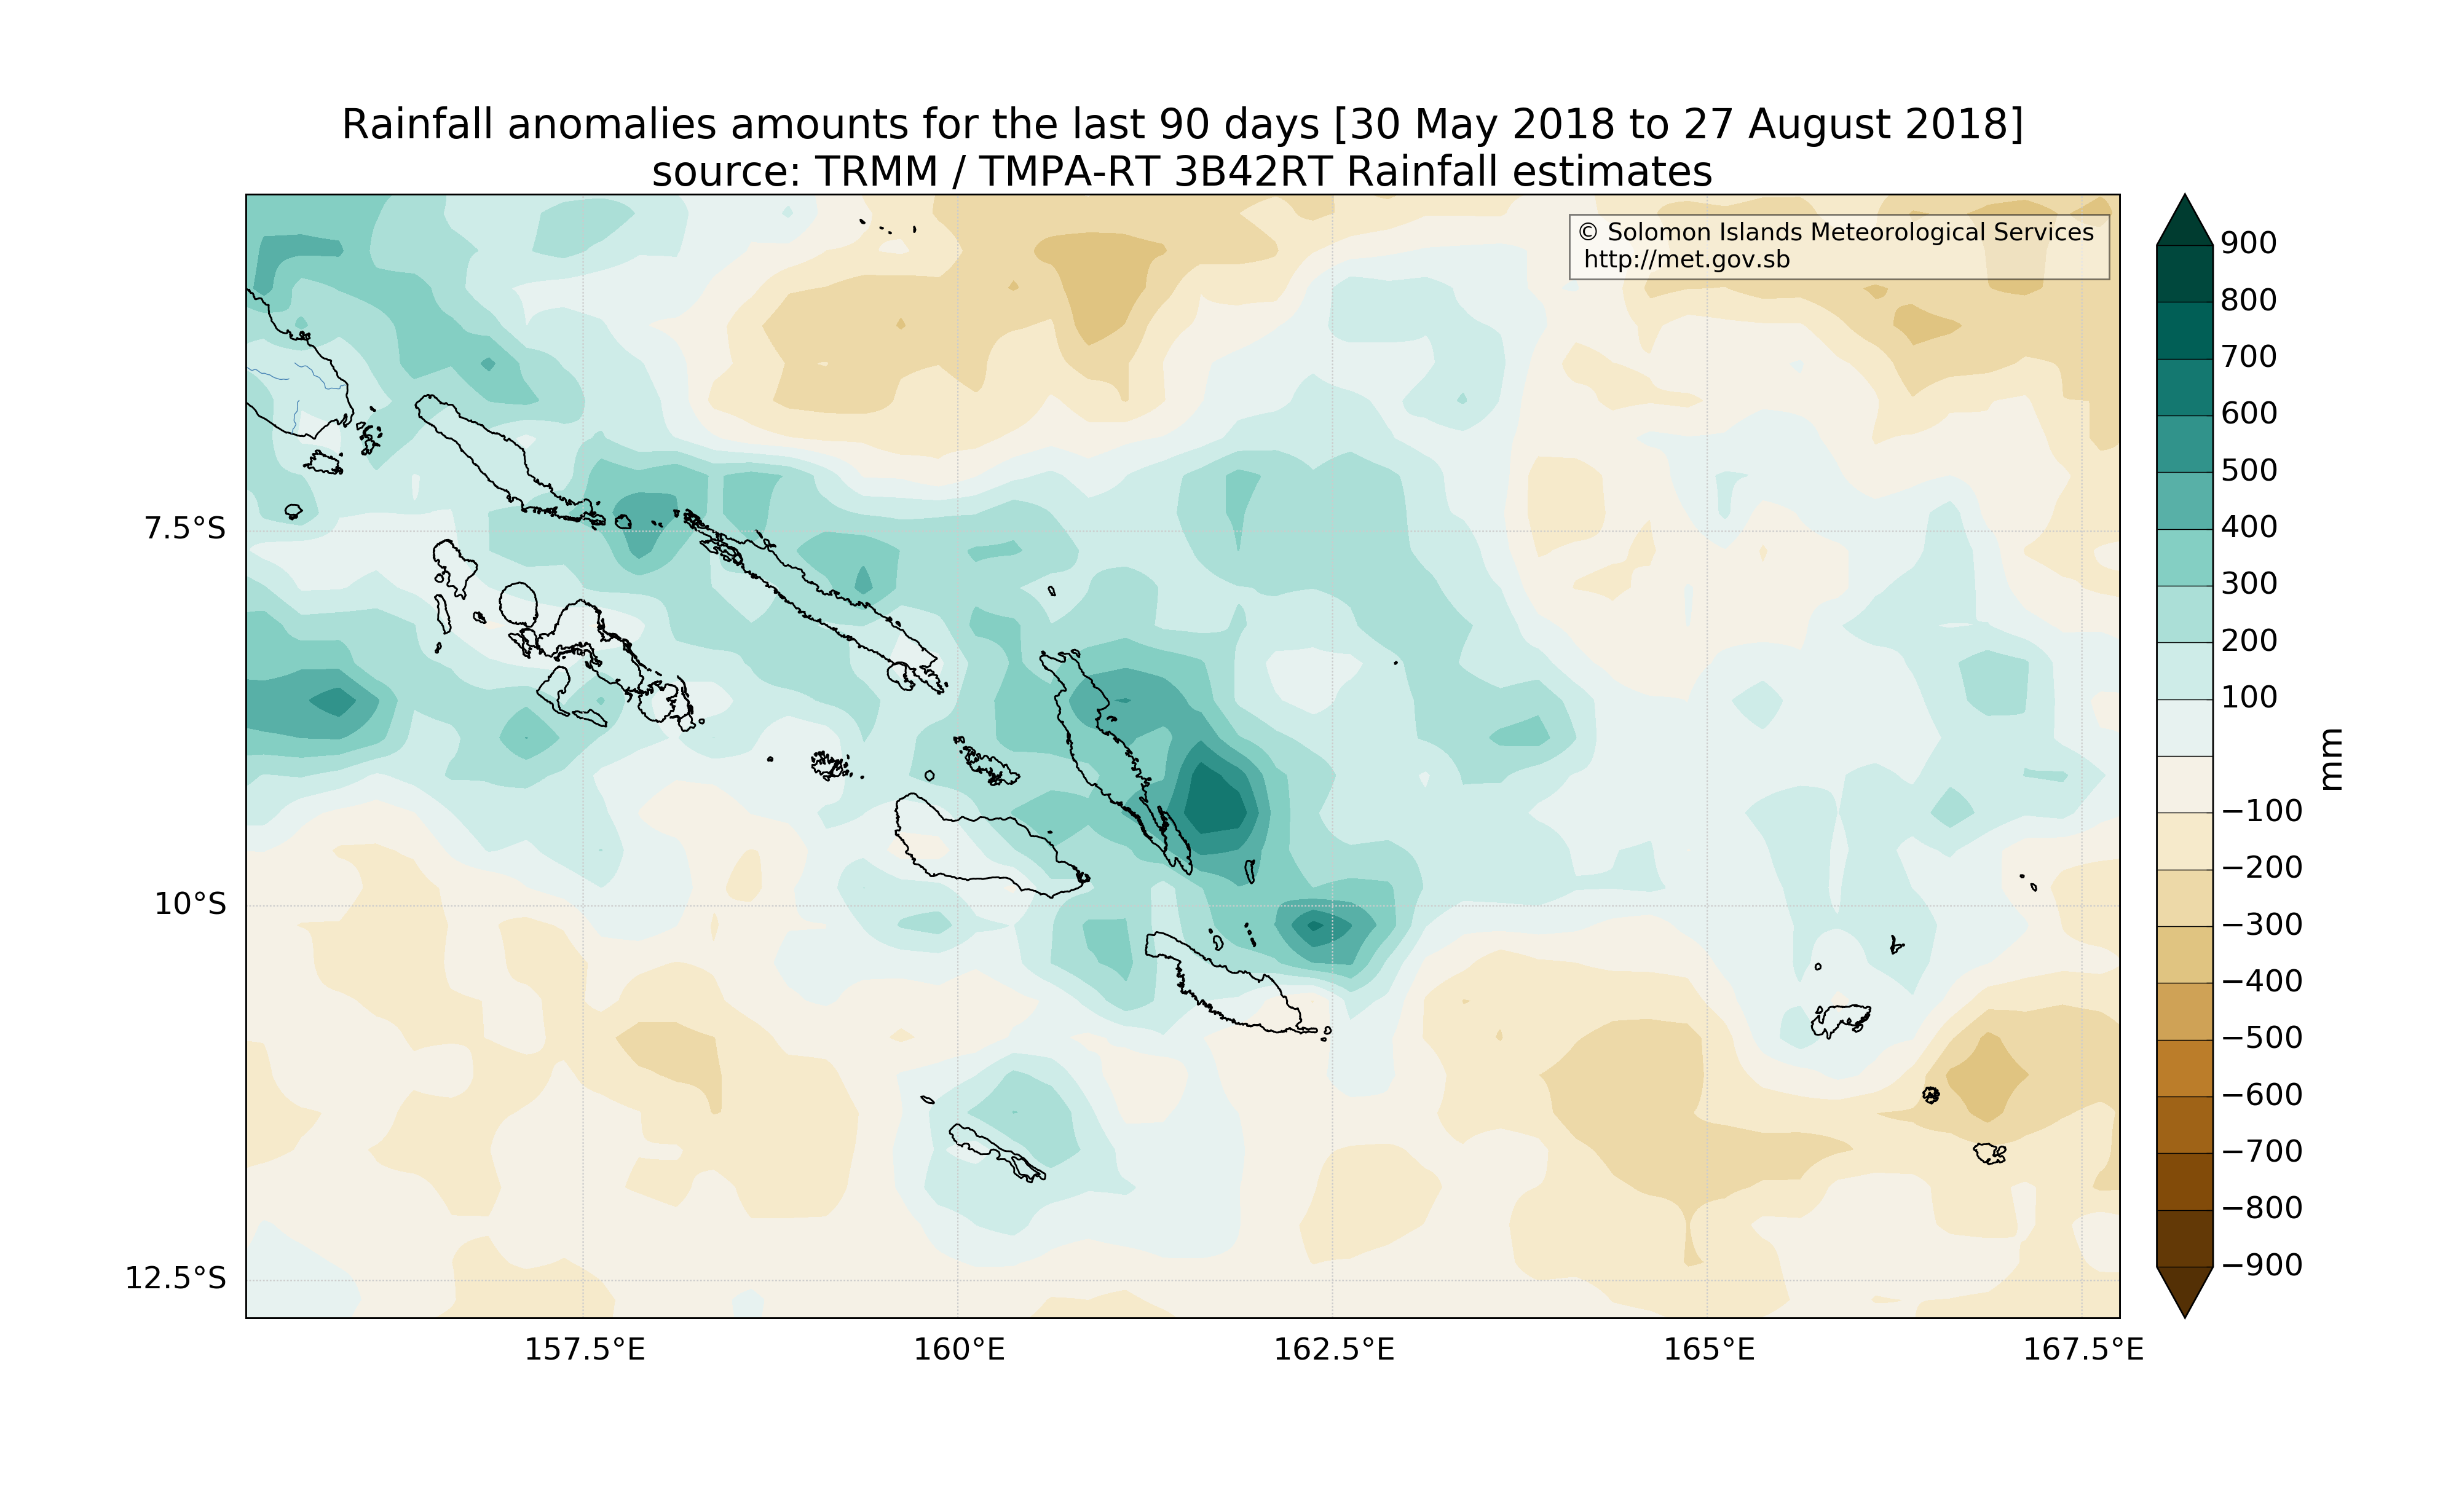 Rainfall anomalies amounts for the last 90 days [30 May 2018 to 27 August 2018]
source: TRMM / TMPA-RT 3B42RT Rainfall estimates
© Solomon Islands Meteorological Services
http://met.gov.sb
7.5°S
10°S
12.5°S
157.5°E
160°E
162.5°E
165°E
167.5°E
900
800
700
600
500
400
300
200
100
−100
−200
−300
−400
−500
−600
−700
−800
−900
mm